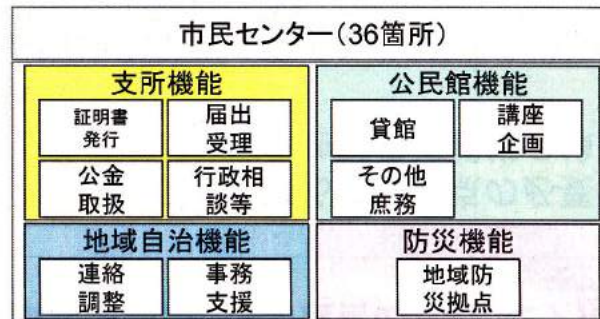 市民センター（36箇所）
支所機能
証明書
発行
届出
受理
公金
取扱
行政相
談等
公民館機能
貸館
講座
企画
その他
庶務
地域自治機能
連絡
調整
事務
支援
防災機能
地域防
災拠点